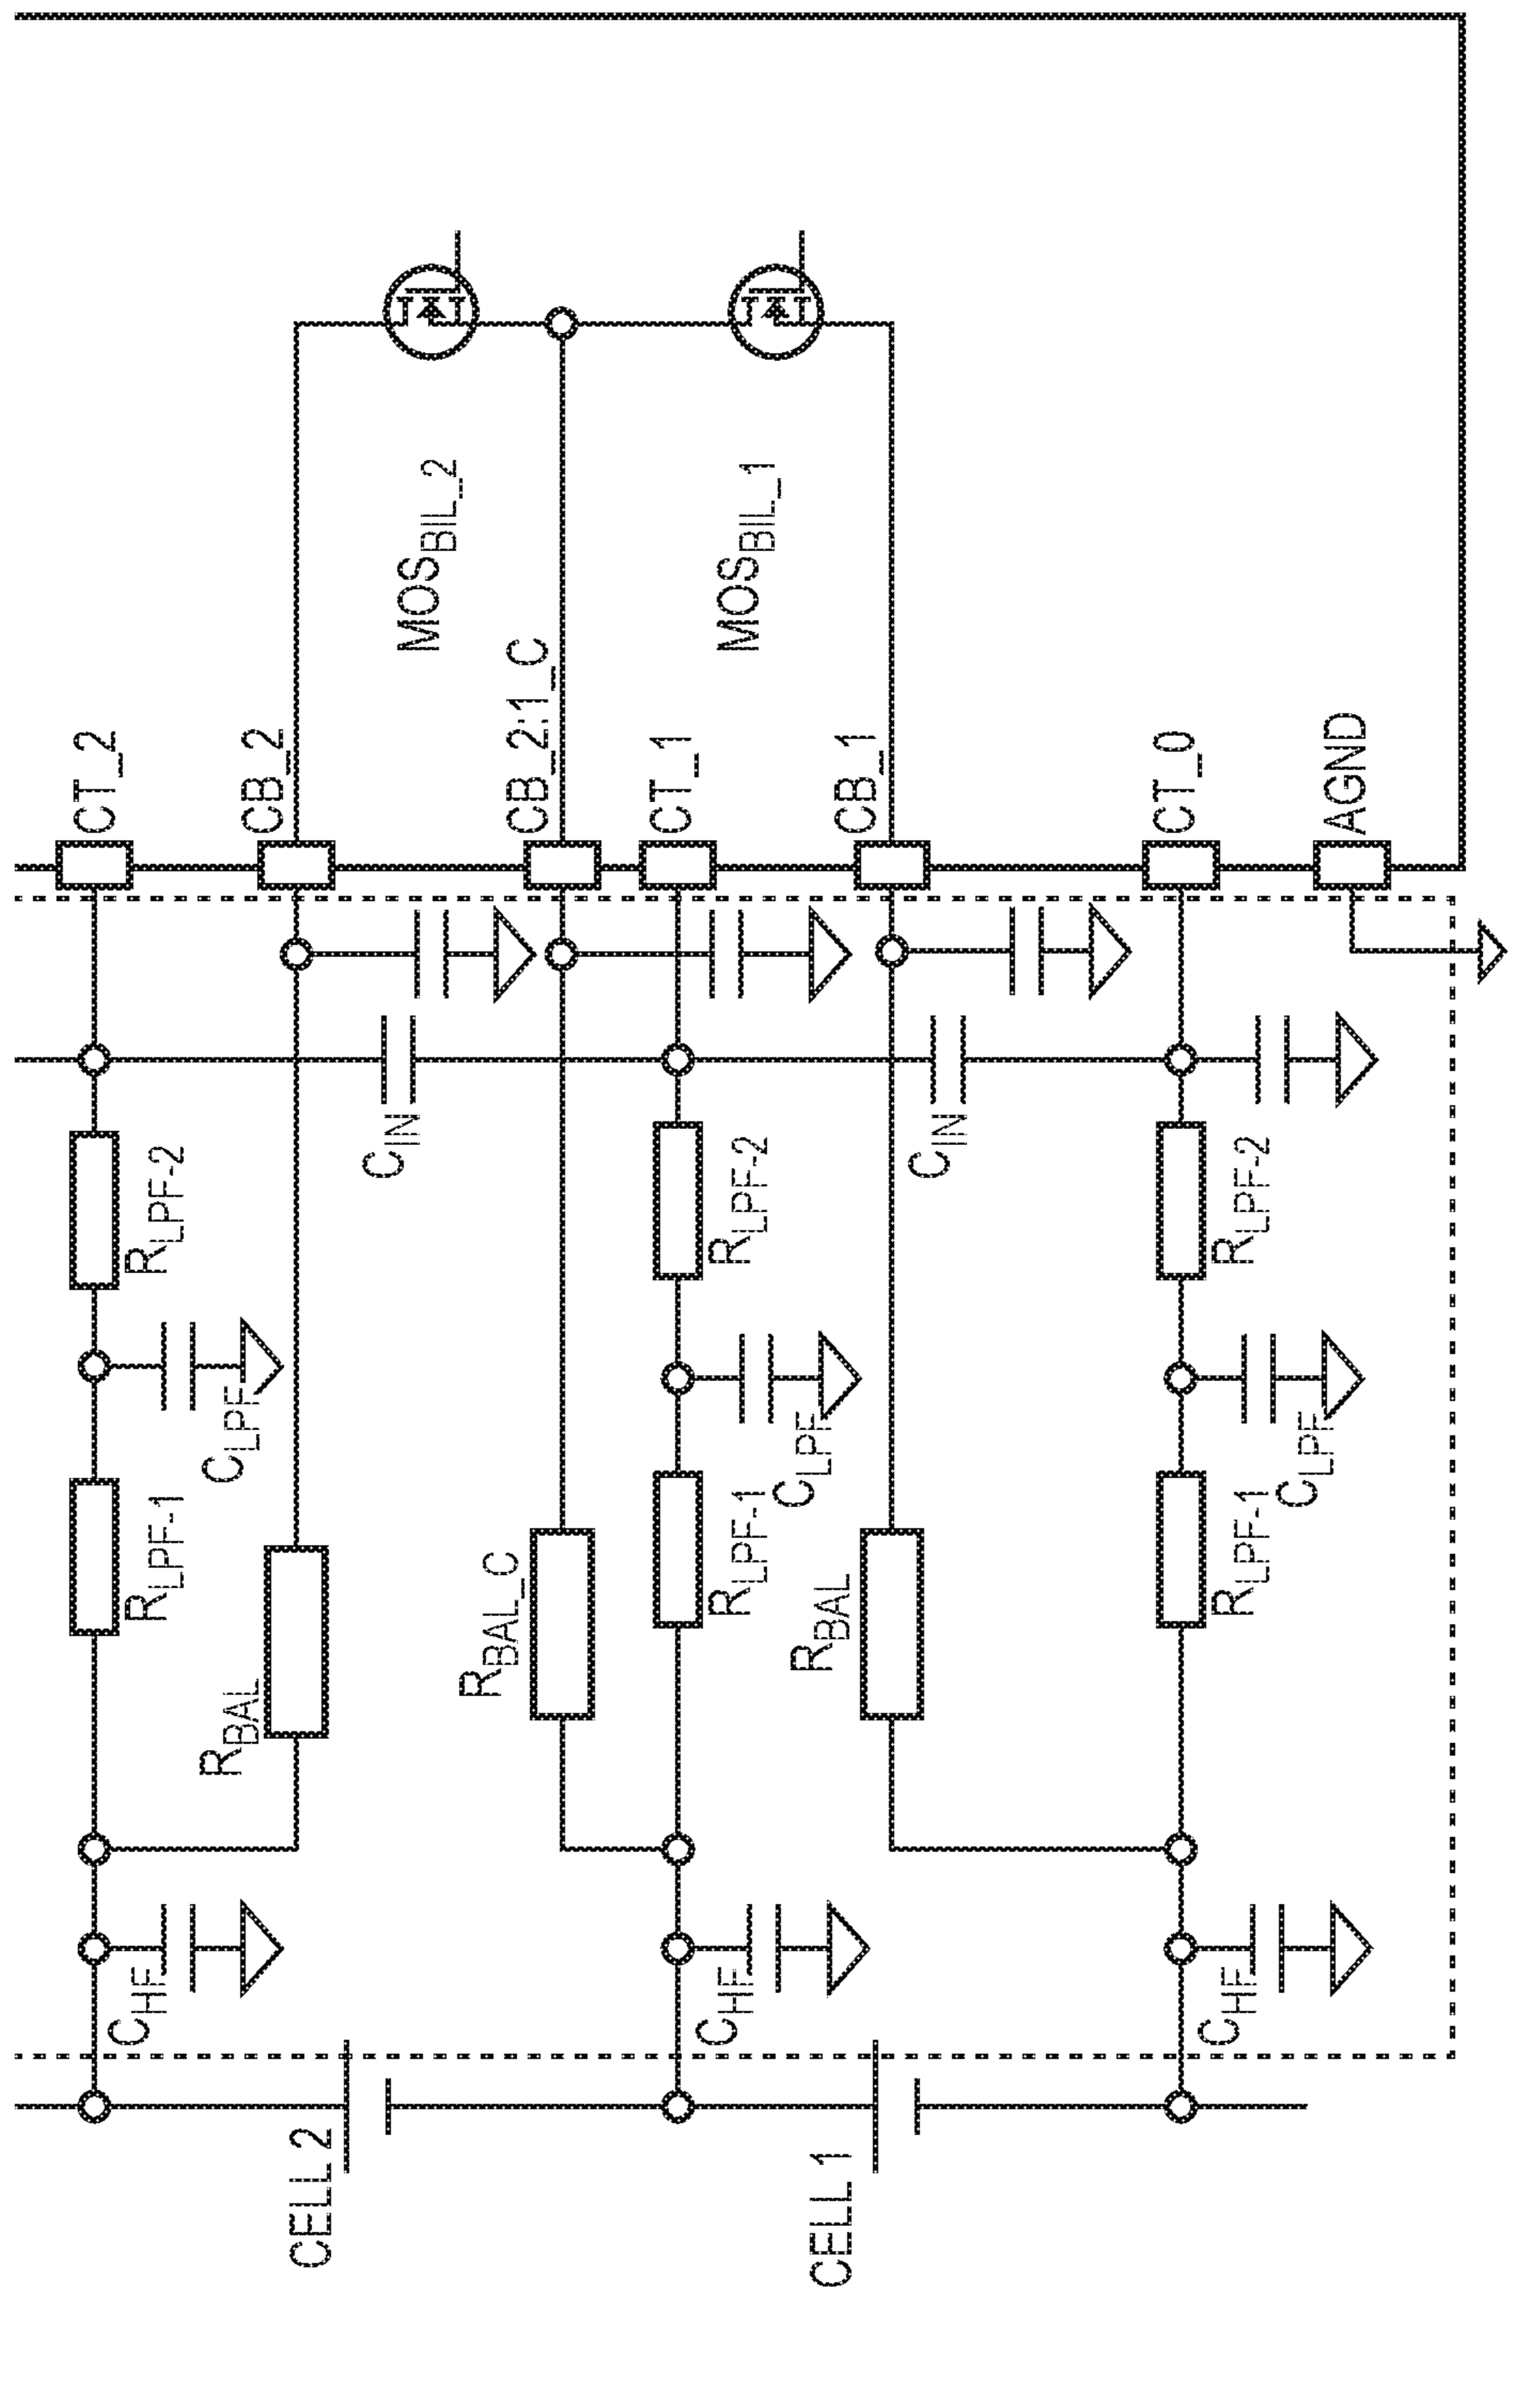 CT_2
CB_2
CB_2:1_C
CT_1
CB_1
CT_0
AGND
MOSBIL_2
MOSBIL_1
CIN
CIN
RLPF-2
RLPF-2
RLPF-2
CLPF
CLPF
CLPF
RLPF-1
RLPF-1
RLPF-1
RBAL
RBAL_C
RBAL
CHF
CHF
CHF
CELL 2
CELL 1